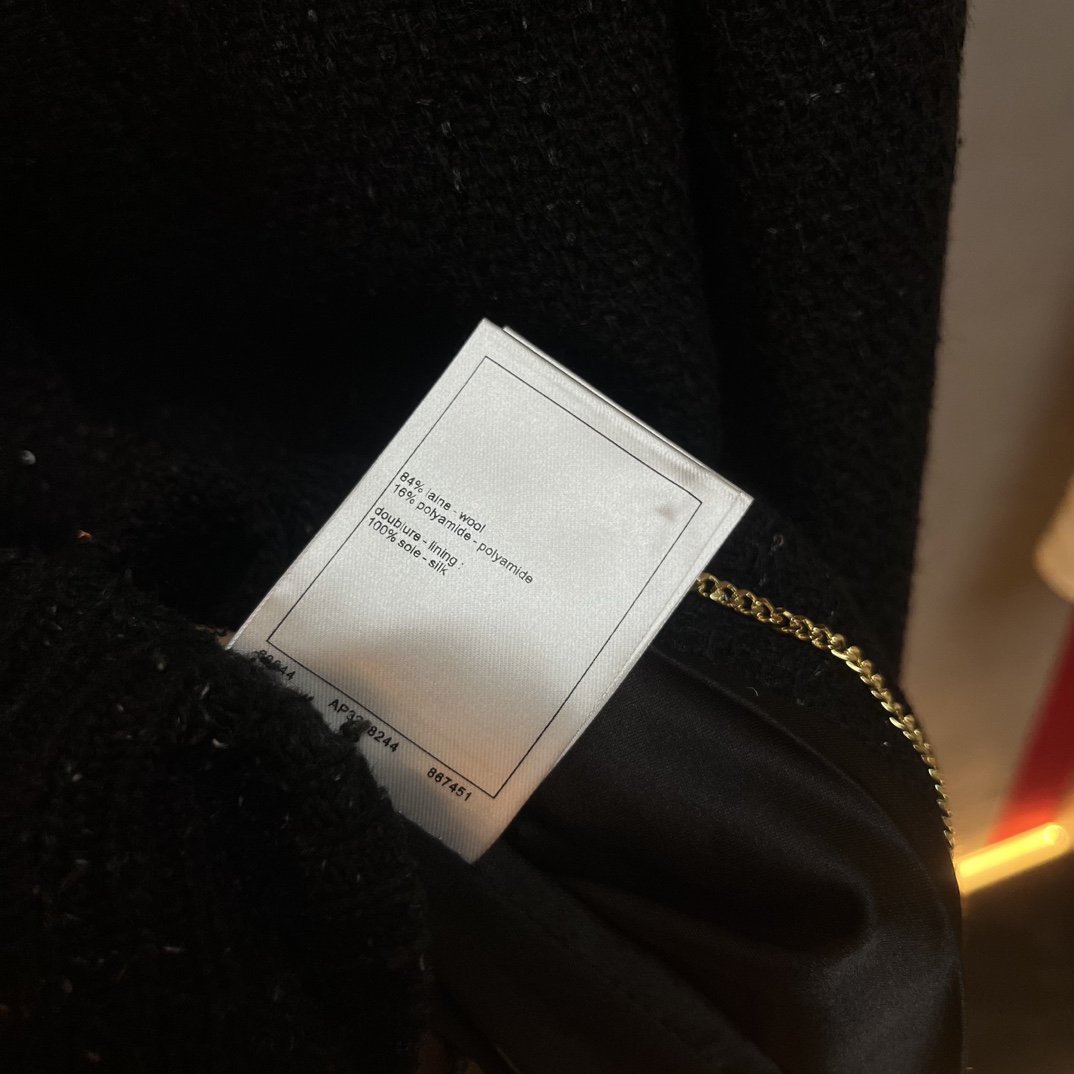 84% laine - wool
16% polyamide - polyamide
doublure - lining :
100% soie - silk
867451